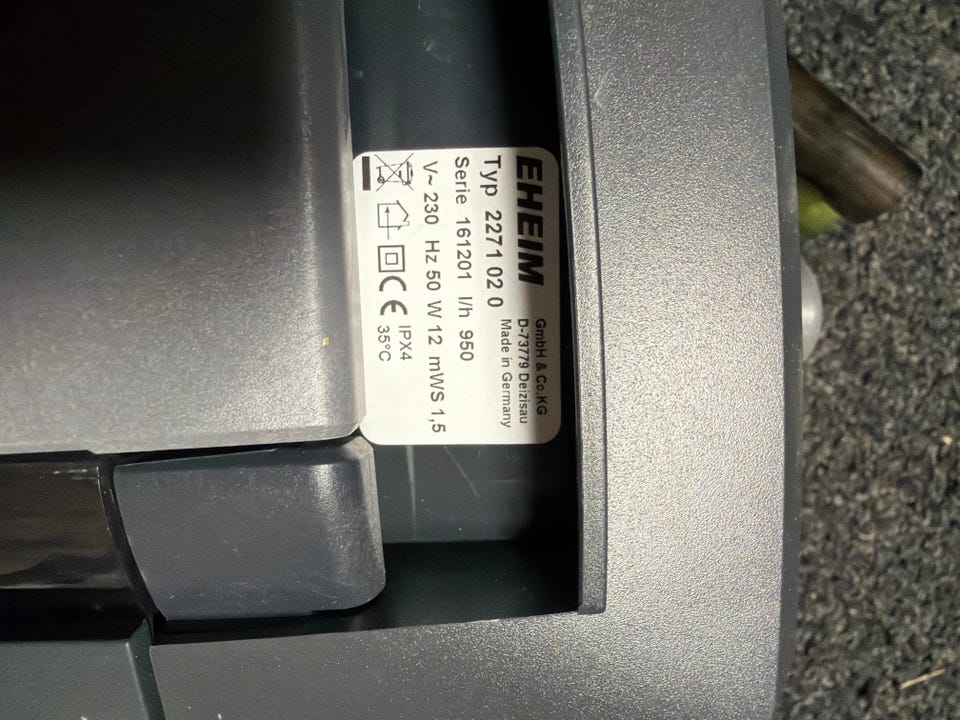 EHEIM GmbH & Co.KG
D-73779 Deizisau
Made in Germany
Typ 2271 02 0
Serie 161201 l/h 950
V~ 230 Hz 50 W 12 mWS 1,5
CE IPX4
35°C